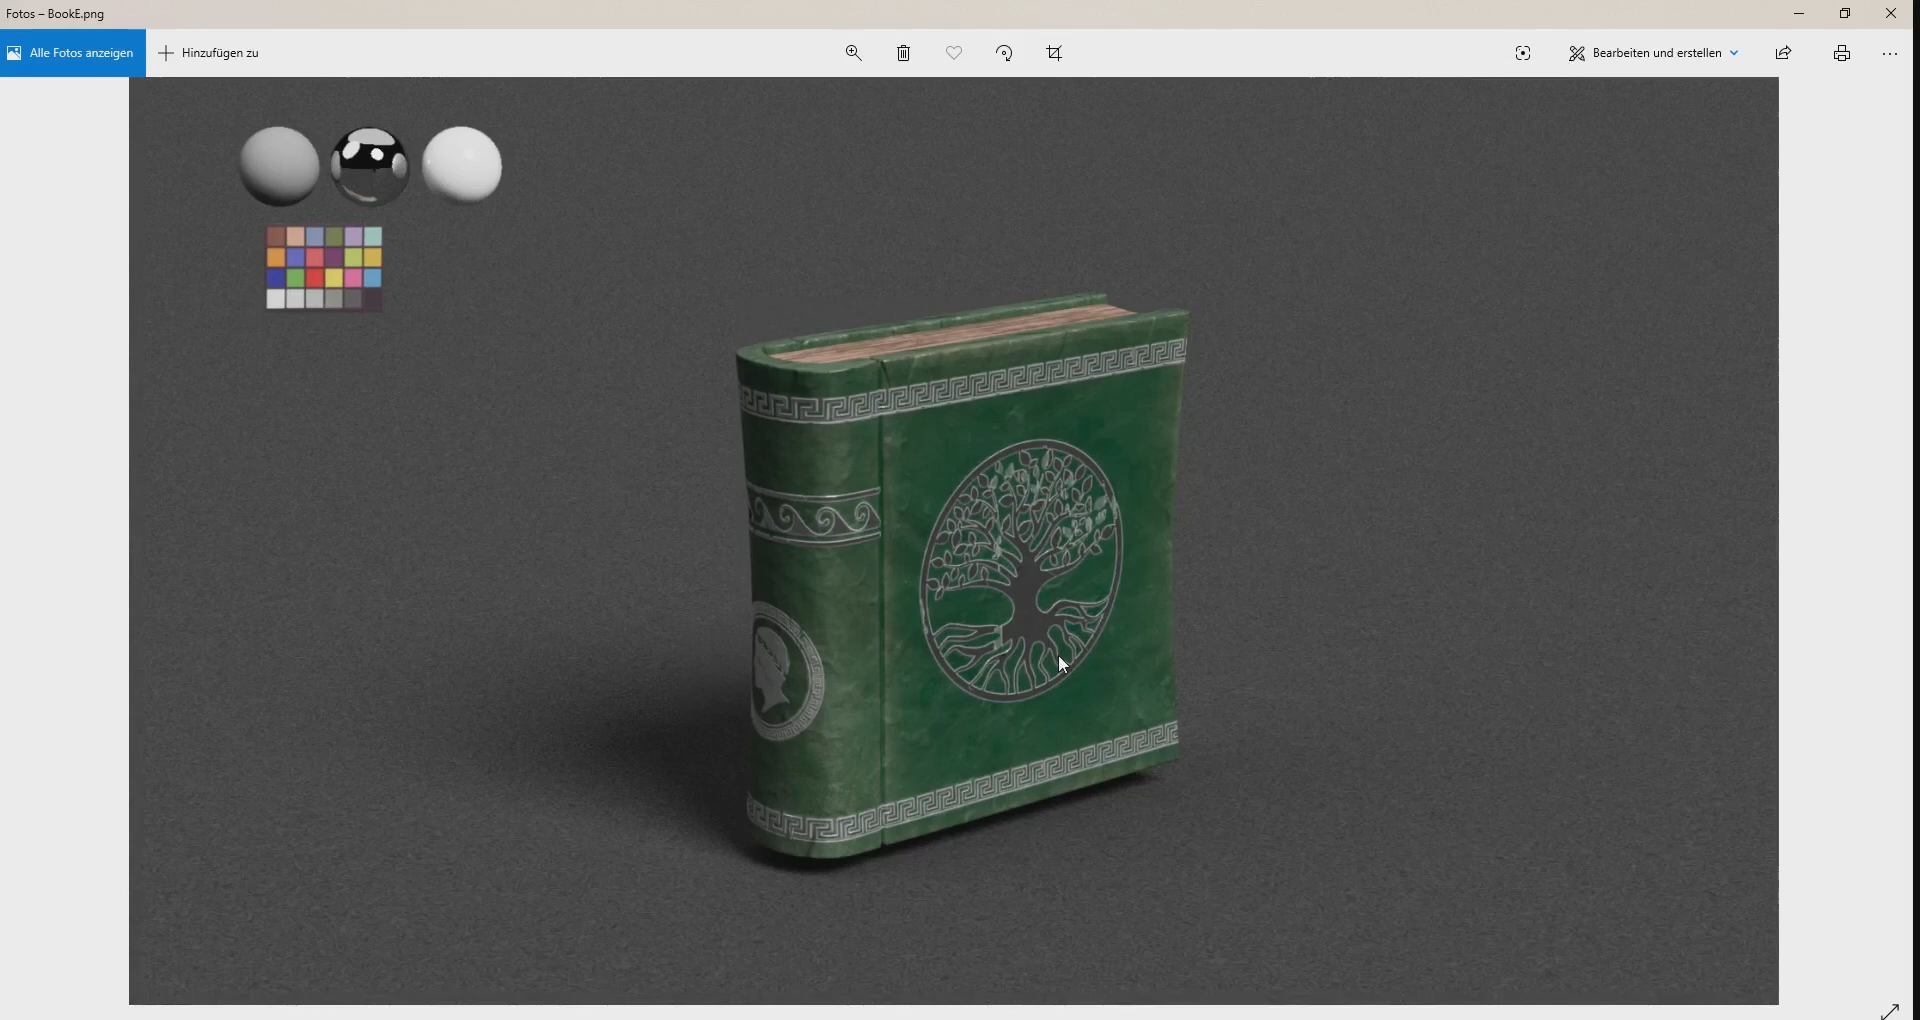 Fotos – BookE.png
Alle Fotos anzeigen
Hinzufügen zu
Bearbeiten und erstellen